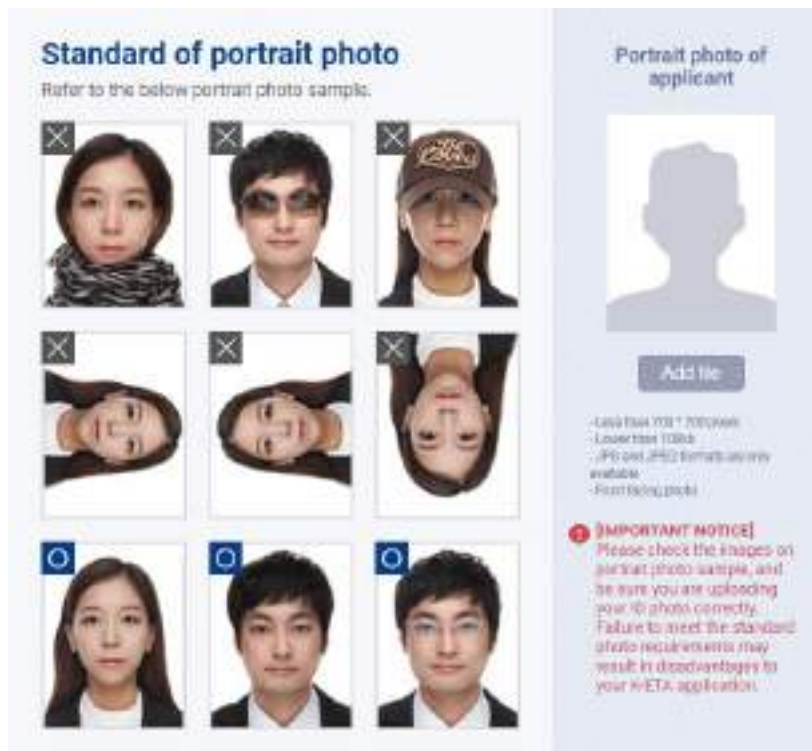 Standard of portrait photo
Refer to the below portrait photo sample.
Portrait photo of
applicant
Add file
-Less than 700 * 700 pixels
-Lower than 100kb
JPG and JPEG formats are only
available
-Front facing photo
[IMPORTANT NOTICE]
Please check the images on
portrait photo sample, and
be sure you are uploading
your ID photo correctly.
Failure to meet the standard
photo requirements may
result in disadvantages to
your K-ETA application.